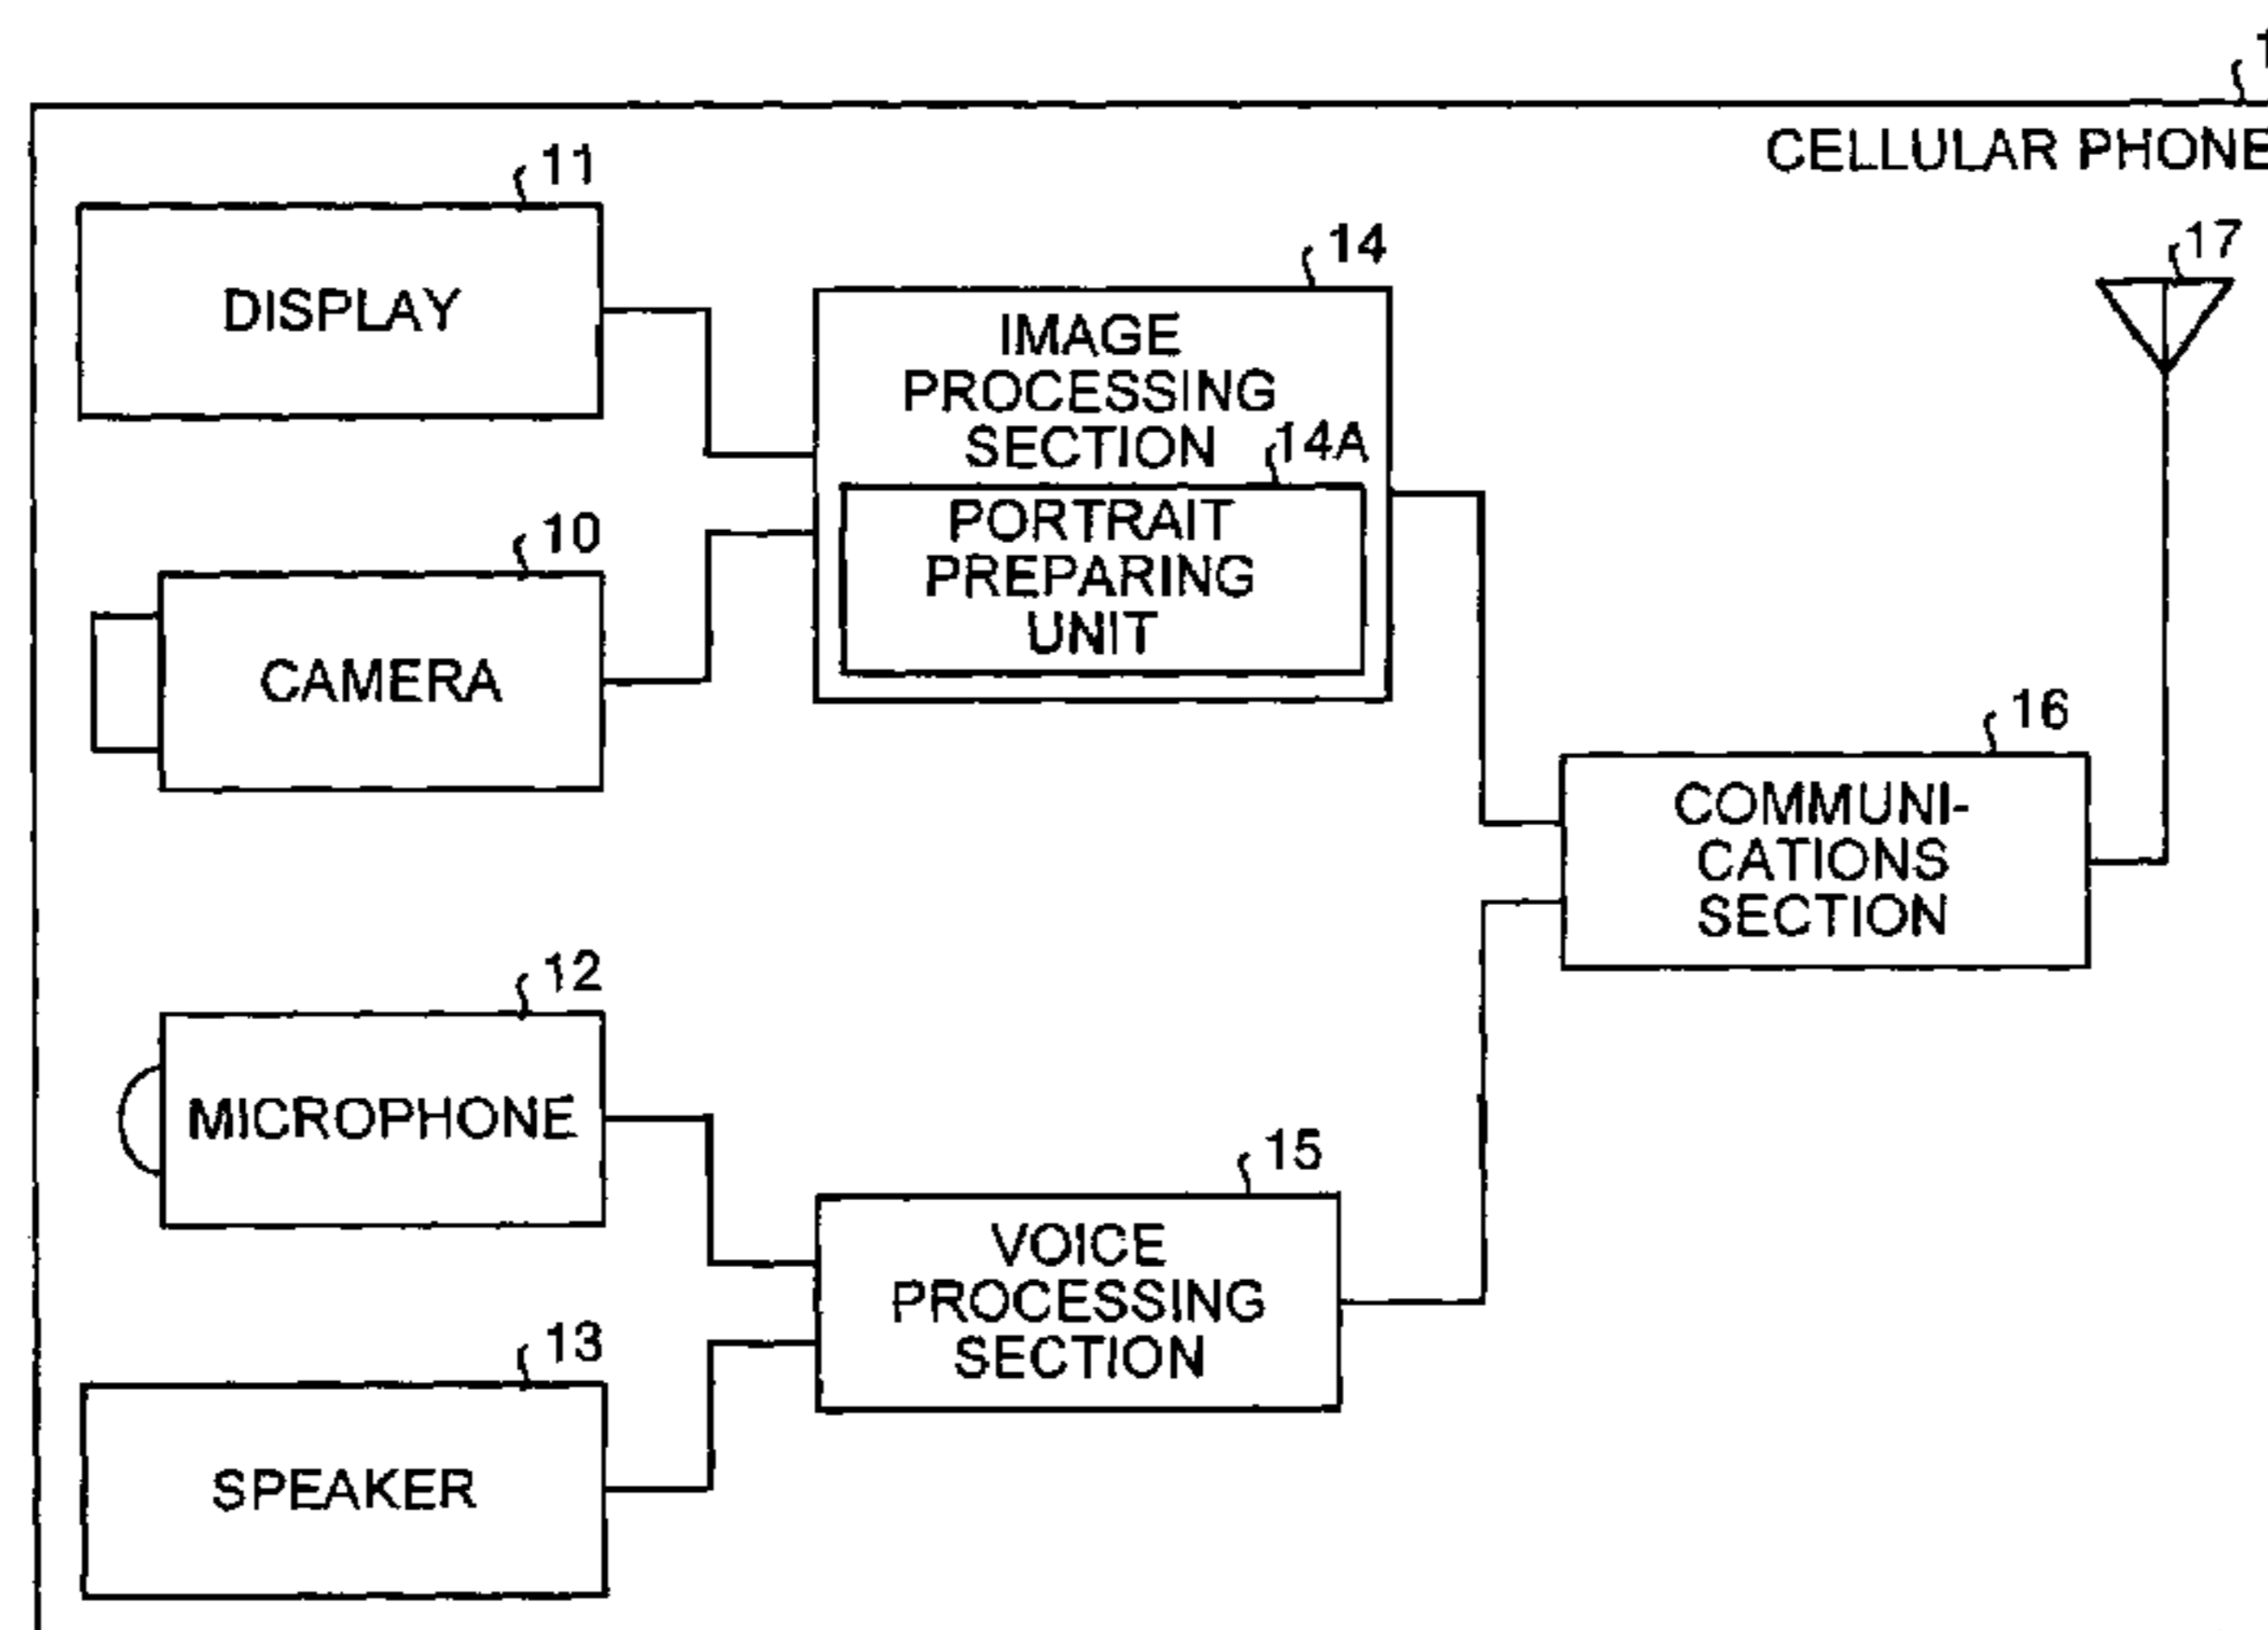 CELLULAR PHONE
11
DISPLAY
14
IMAGE
PROCESSING
SECTION
14A
PORTRAIT
PREPARING
UNIT
17
10
CAMERA
16
COMMUNI-
CATIONS
SECTION
12
MICROPHONE
15
VOICE
PROCESSING
SECTION
13
SPEAKER